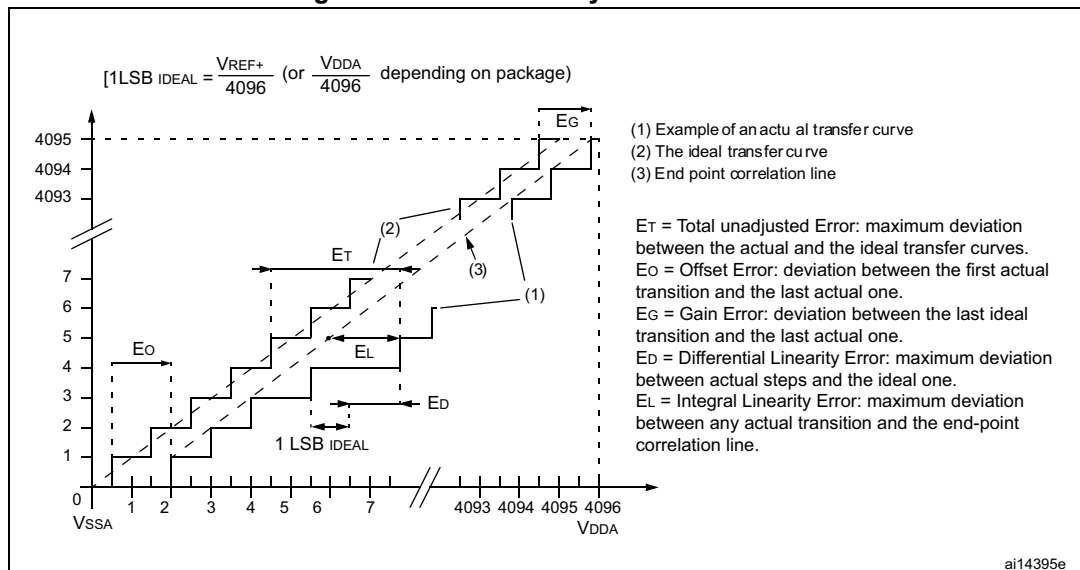 [1LSB IDEAL = VREF+ / 4096 (or VDDA / 4096 depending on package)
EG
4095
4094
4093
7
6
5
4
3
2
1
0
(1) Example of an actu al transfer curve
(2) The ideal transfer cu rve
(3) End point correlation line
ET = Total unadjusted Error: maximum deviation
between the actual and the ideal transfer curves.
EO = Offset Error: deviation between the first actual
transition and the last actual one.
EG = Gain Error: deviation between the last ideal
transition and the last actual one.
ED = Differential Linearity Error: maximum deviation
between actual steps and the ideal one.
EL = Integral Linearity Error: maximum deviation
between any actual transition and the end-point
correlation line.
(2)
ET
(3)
(1)
EO
EL
ED
1 LSB IDEAL
1 2 3 4 5 6 7 4093 4094 4095 4096
VSSA
VDDA
ai14395e